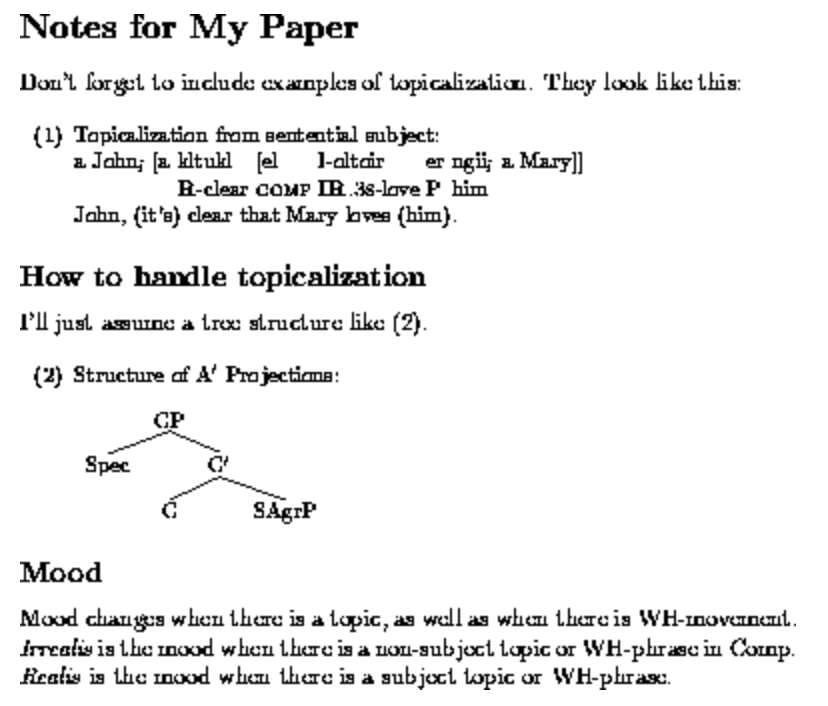 Notes for My Paper
Don't forget to include examples of topicalization. They look like this:
(1) Topicalization from sentential subject:
a John_i [a kltukl [el l-oltoir er ngii_i a Mary]]
R-clear COMP IR.3s-love P him
John, (it's) clear that Mary loves (him).
How to handle topicalization
I'll just assume a tree structure like (2).
(2) Structure of A′ Projections:
CP
Spec C′
C SAgrP
Mood
Mood changes when there is a topic, as well as when there is WH-movement.
Irrealis is the mood when there is a non-subject topic or WH-phrase in Comp.
Realis is the mood when there is a subject topic or WH-phrase.